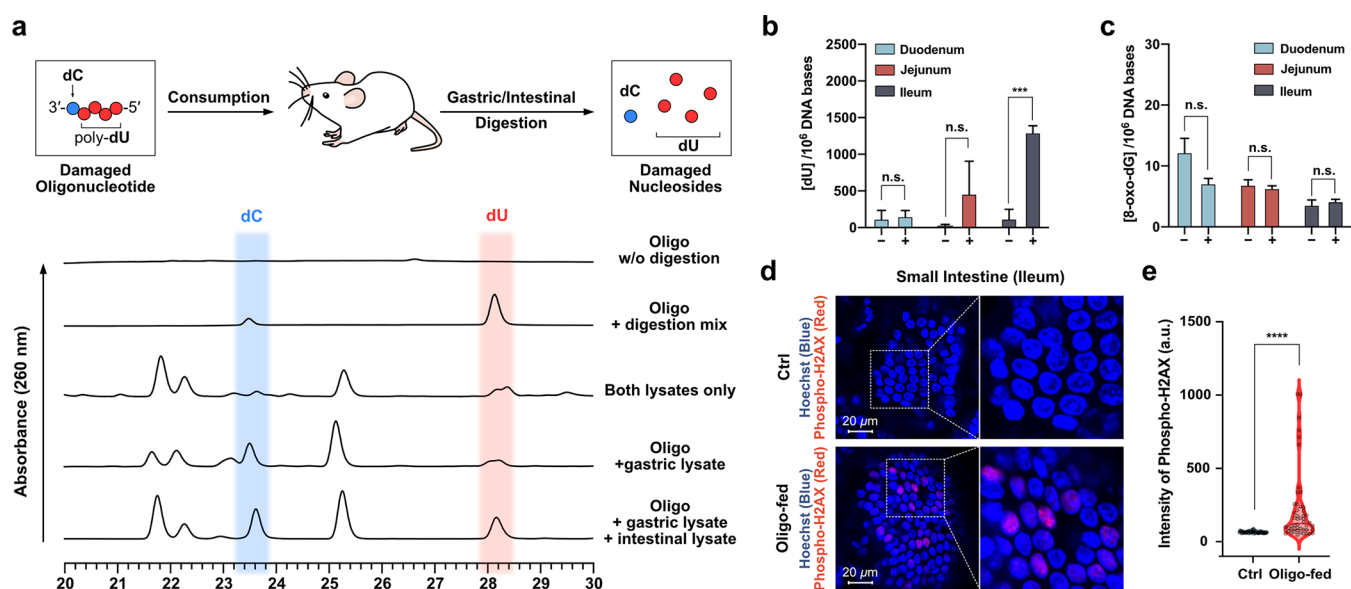 a
dC
3′-
-5′
poly-dU
Damaged
Oligonucleotide
Consumption
Gastric/Intestinal
Digestion
dC
dU
Damaged
Nucleosides
dC
dU
Absorbance (260 nm)
Oligo
w/o digestion
Oligo
+ digestion mix
Both lysates only
Oligo
+gastric lysate
Oligo
+ gastric lysate
+ intestinal lysate
20 21 22 23 24 25 26 27 28 29 30
b
[dU] /10⁶ DNA bases
2500
2000
1500
1000
500
0
Duodenum
Jejunum
Ileum
n.s.
n.s.
***
− + − + − +
c
[8-oxo-dG] /10⁶ DNA bases
30
20
10
0
Duodenum
Jejunum
Ileum
n.s.
n.s.
n.s.
− + − + − +
d
Small Intestine (Ileum)
Ctrl
Hoechst (Blue)
Phospho-H2AX (Red)
20 µm
Oligo-fed
Hoechst (Blue)
Phospho-H2AX (Red)
20 µm
e
Intensity of Phospho-H2AX (a.u.)
1500
1000
500
0
****
Ctrl Oligo-fed